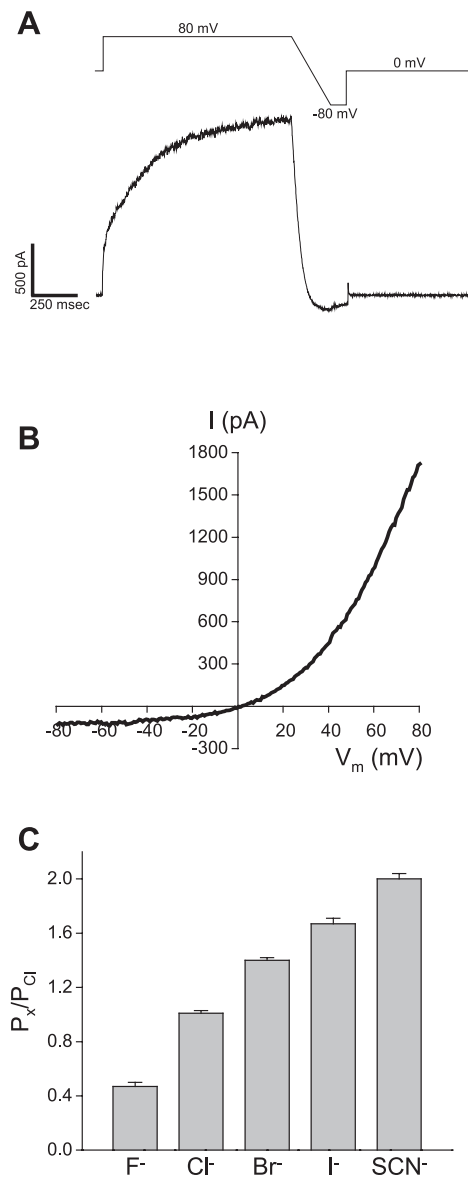 A
80 mV
0 mV
-80 mV
500 pA
250 msec
B
I (pA)
1800
1500
1200
900
600
300
-80 -60 -40 -20 20 40 60 80
-300
V_m (mV)
C
P_x/P_Cl
2.0
1.6
1.2
0.8
0.4
0.0
F⁻ Cl⁻ Br⁻ I⁻ SCN⁻